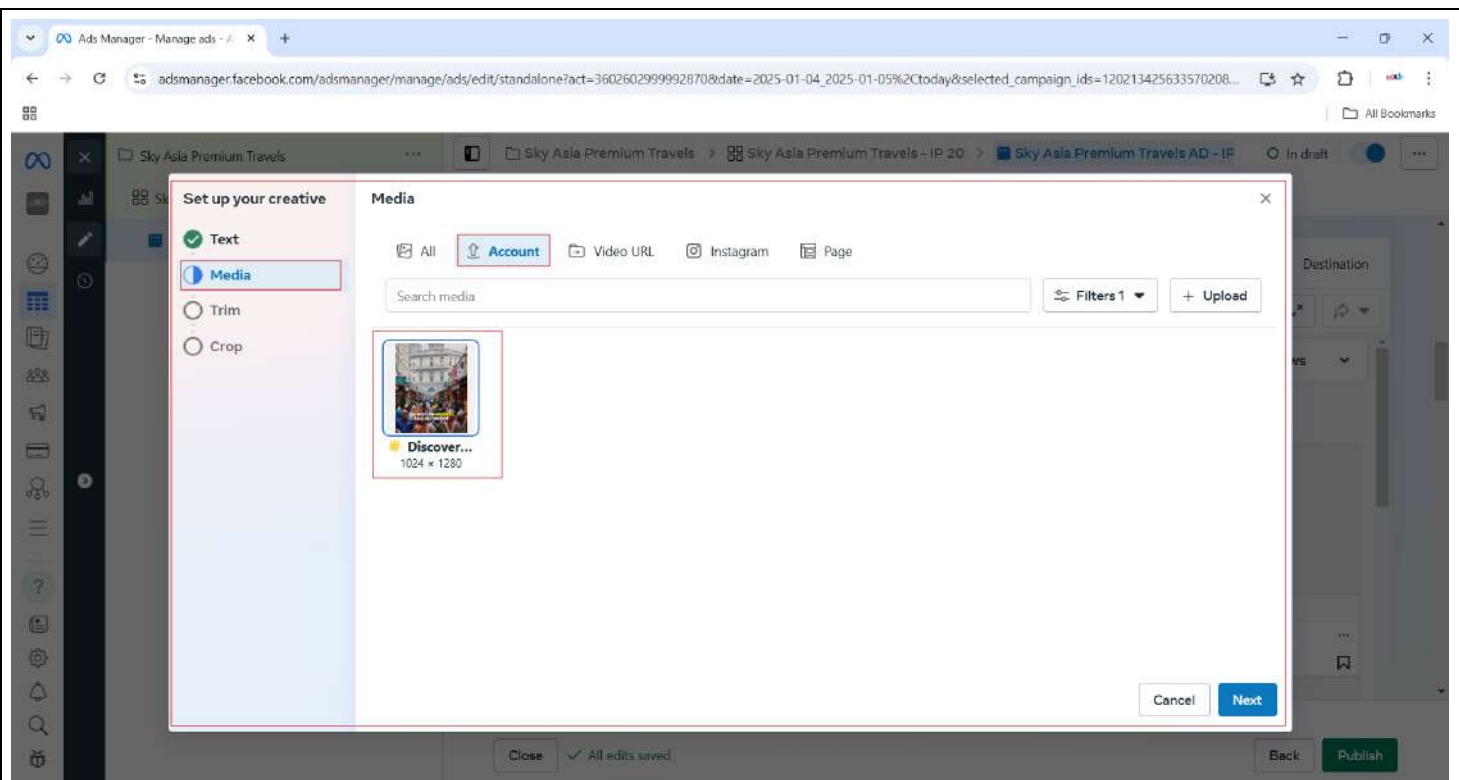 Ads Manager - Manage ads - A
adsmanager.facebook.com/adsmanager/manage/ads/edit/standalone?act=3602602999992870&date=2025-01-04_2025-01-05%2Ctoday&selected_campaign_ids=120213425633570208...
All Bookmarks
Sky Asia Premium Travels
Sky Asia Premium Travels > Sky Asia Premium Travels - IP 20 > Sky Asia Premium Travels AD - IP
In draft
Sk
Set up your creative
Media
Text
All
Account
Video URL
Instagram
Page
Media
Destination
Search media
Filters 1
+ Upload
Trim
Crop
ws
Discover...
1024 × 1280
Cancel
Next
Close
All edits saved
Back
Publish